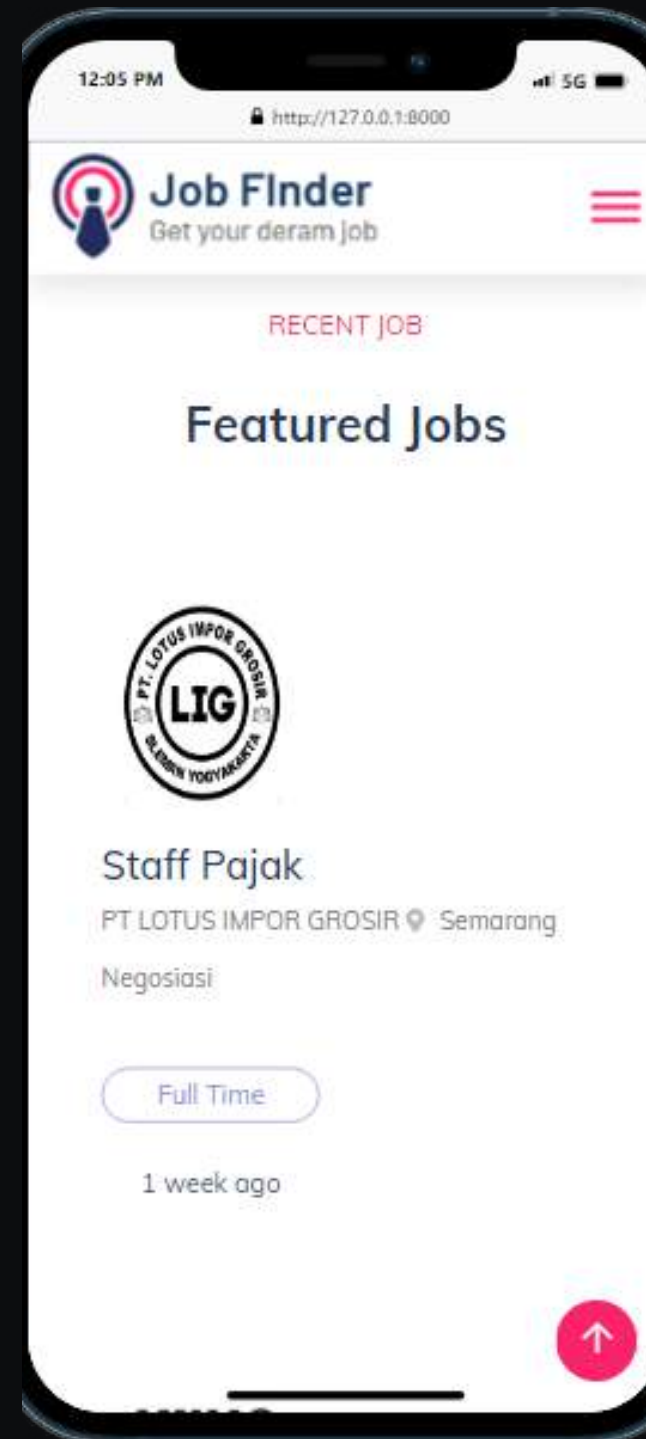 12:05 PM
5G
http://127.0.0.1:8000
Job FInder
Get your deram job
RECENT JOB
Featured Jobs
PT. LOTUS IMPOR GROSIR
LIG
SLEMAN YOGYAKARTA
Staff Pajak
PT LOTUS IMPOR GROSIR Semarang
Negosiasi
Full Time
1 week ago